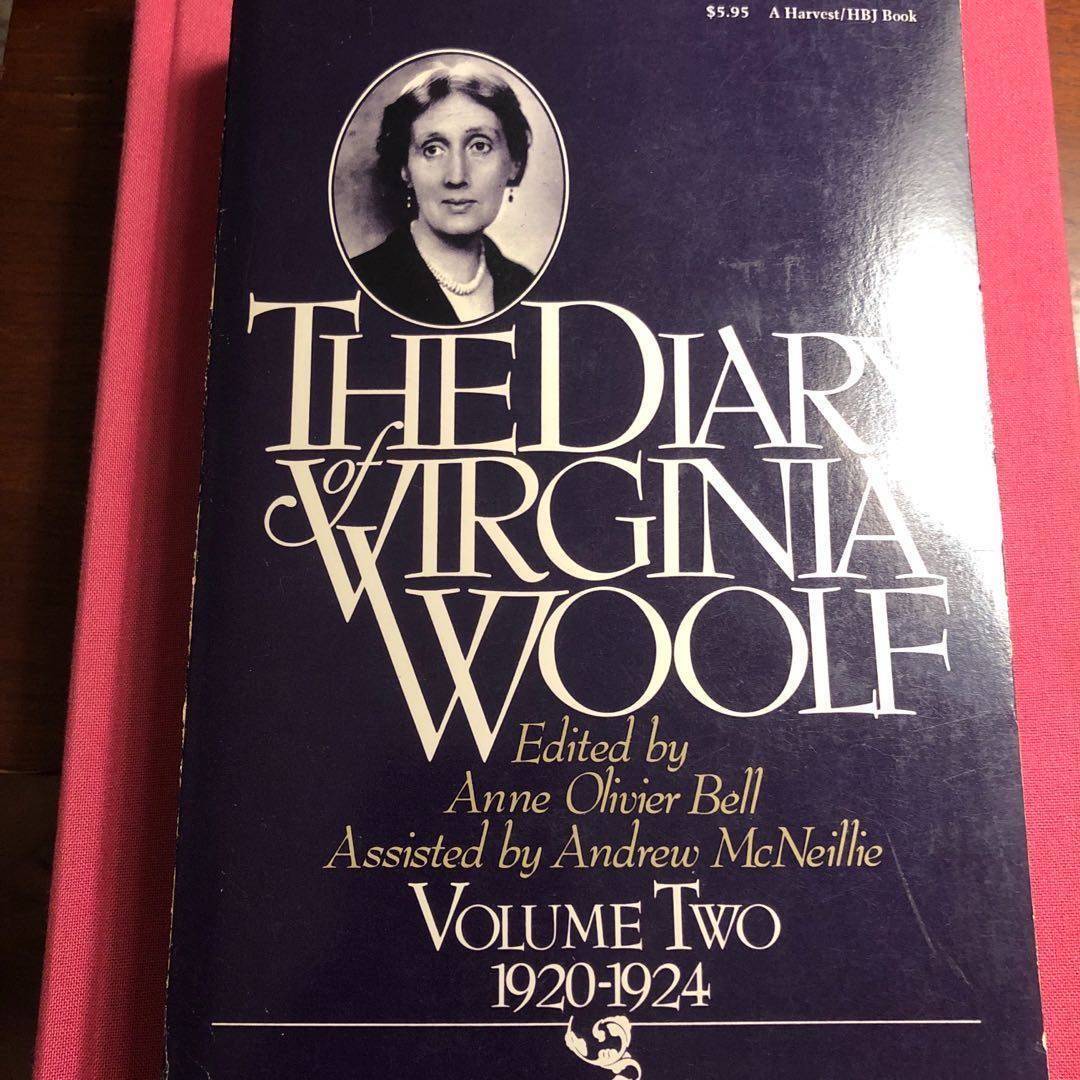 $5.95 A Harvest/HBJ Book
THE DIARY
of VIRGINIA
WOOLF
Edited by
Anne Olivier Bell
Assisted by Andrew McNeillie
VOLUME TWO
1920-1924